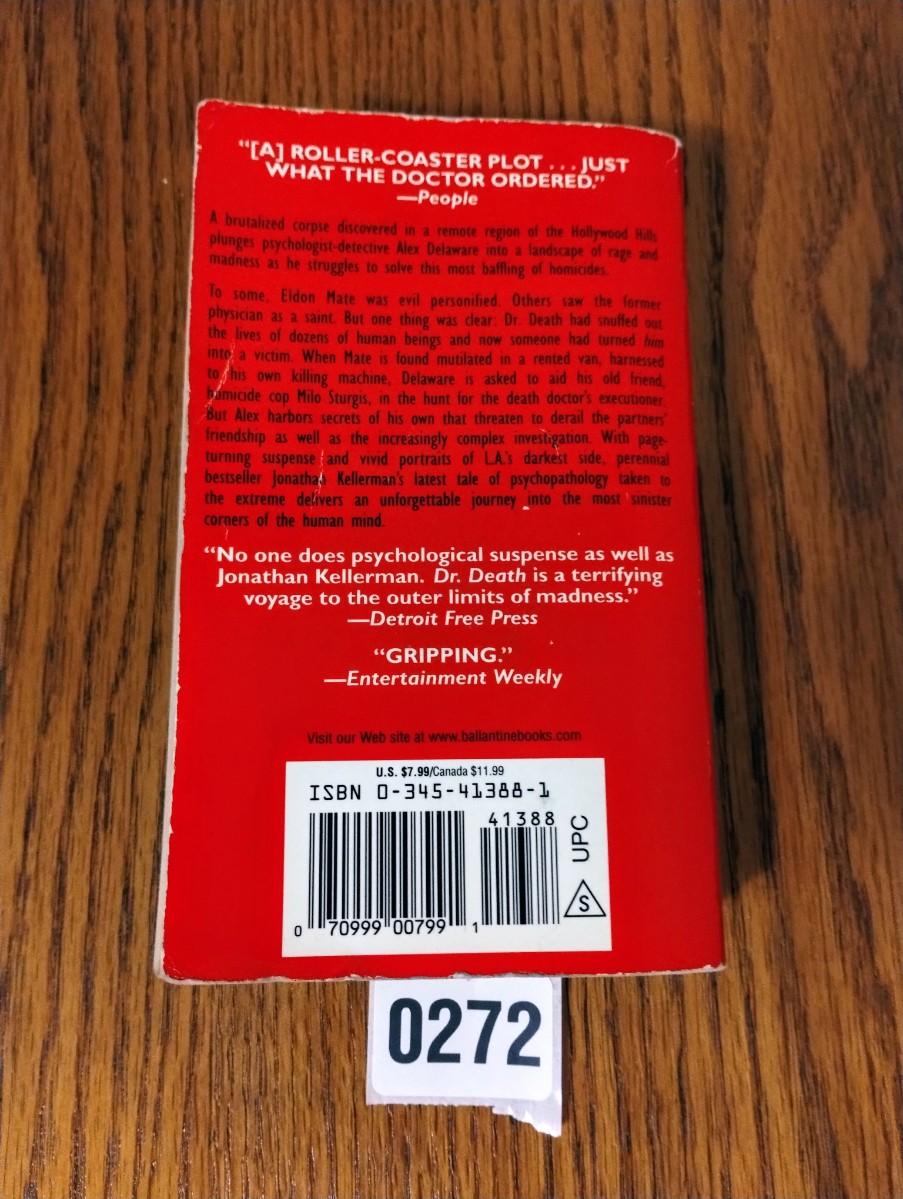 “[A] ROLLER-COASTER PLOT . . . JUST
WHAT THE DOCTOR ORDERED.”
—People
A brutalized corpse discovered in a remote region of the Hollywood Hills
plunges psychologist-detective Alex Delaware into a landscape of rage and
madness as he struggles to solve this most baffling of homicides.
To some, Eldon Mate was evil personified. Others saw the former
physician as a saint. But one thing was clear: Dr. Death had snuffed out
the lives of dozens of human beings and now someone had turned him
into a victim. When Mate is found mutilated in a rented van, harnessed
to his own killing machine, Delaware is asked to aid his old friend,
homicide cop Milo Sturgis, in the hunt for the death doctor's executioner.
But Alex harbors secrets of his own that threaten to derail the partners'
friendship as well as the increasingly complex investigation. With page-
turning suspense and vivid portraits of L.A.'s darkest side, perennial
bestseller Jonathan Kellerman's latest tale of psychopathology taken to
the extreme delivers an unforgettable journey into the most sinister
corners of the human mind.
“No one does psychological suspense as well as
Jonathan Kellerman. Dr. Death is a terrifying
voyage to the outer limits of madness.”
—Detroit Free Press
“GRIPPING.”
—Entertainment Weekly
Visit our Web site at www.ballantinebooks.com
U.S. $7.99/Canada $11.99
ISBN 0-345-41388-1
41388
UPC
S
0 70999 00799 1
0272